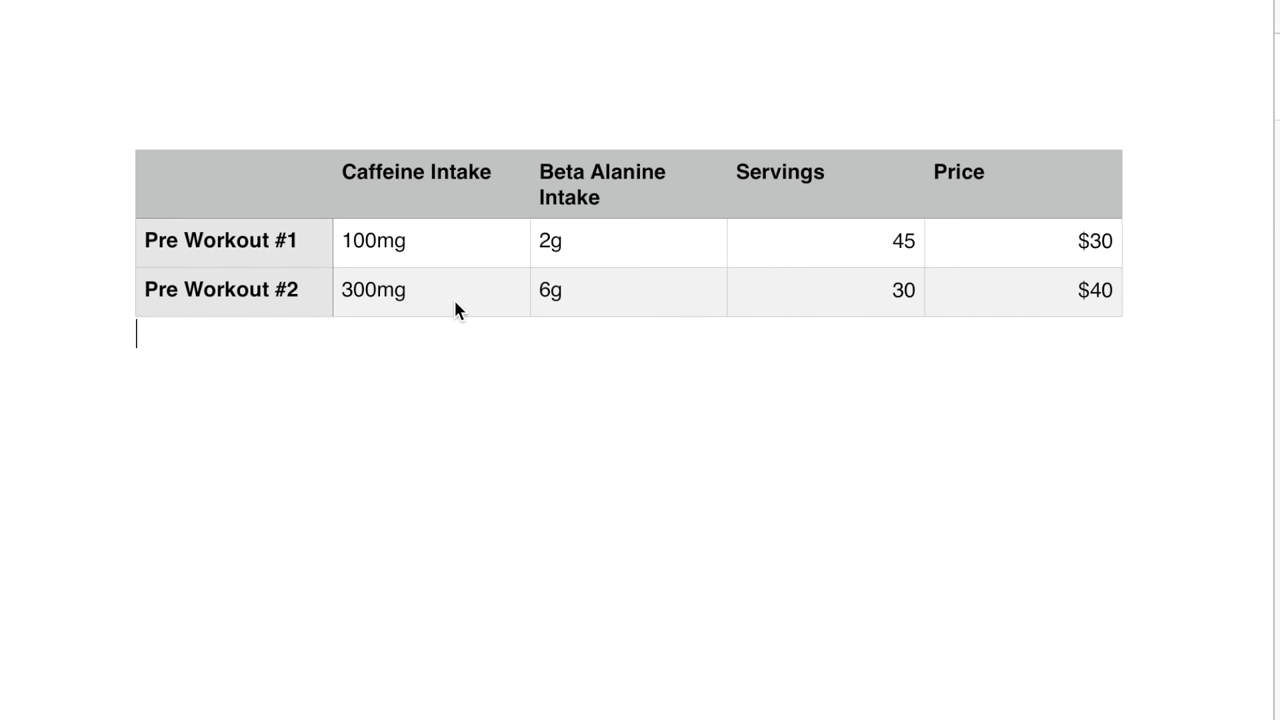 Caffeine Intake Beta Alanine Intake Servings Price
Pre Workout #1 100mg 2g 45 $30
Pre Workout #2 300mg 6g 30 $40